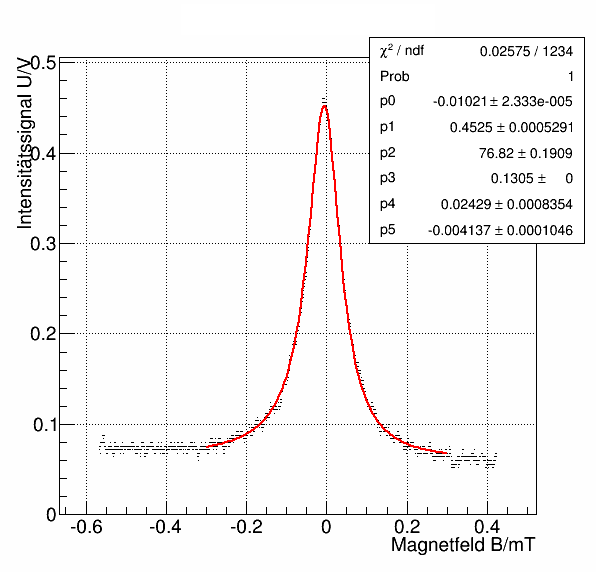 Intensitätssignal U/V
0.5
0.4
0.3
0.2
0.1
0
-0.6
-0.4
-0.2
0
0.2
0.4
Magnetfeld B/mT
χ² / ndf 0.02575 / 1234
Prob 1
p0 -0.01021 ± 2.333e-005
p1 0.4525 ± 0.0005291
p2 76.82 ± 0.1909
p3 0.1305 ± 0
p4 0.02429 ± 0.0008354
p5 -0.004137 ± 0.0001046